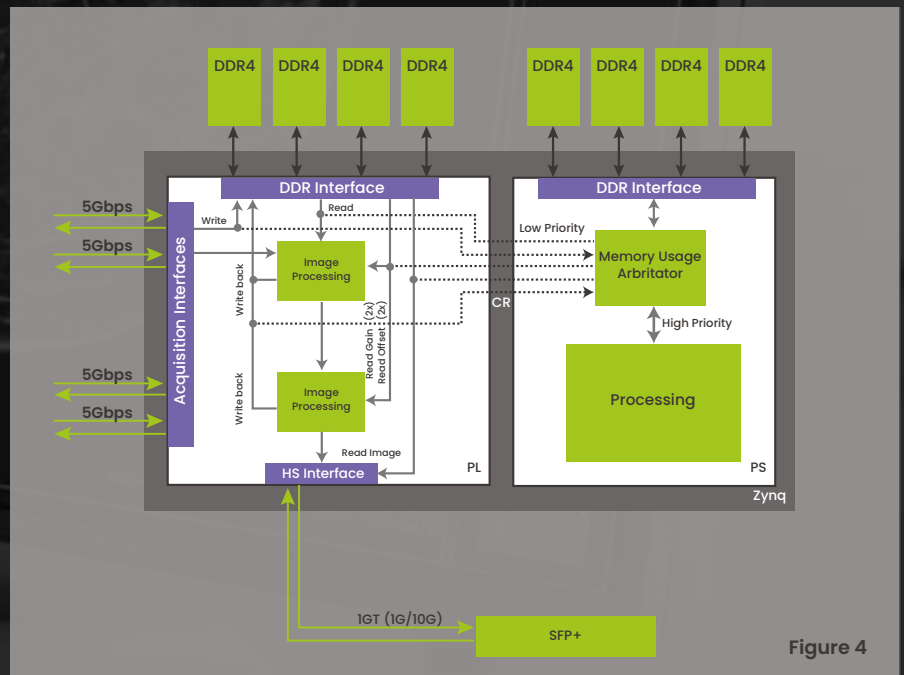 DDR4 DDR4 DDR4 DDR4 DDR4 DDR4 DDR4 DDR4
DDR Interface
DDR Interface
5Gbps
5Gbps
5Gbps
5Gbps
Acquisition Interfaces
Write
Read
Image
Processing
Write back
Read Gain (2x)
Read Offset (2x)
Image
Processing
Write back
Read Image
HS Interface
PL
CR
Low Priority
Memory Usage
Arbritator
High Priority
Processing
PS
Zynq
1GT (1G/10G)
SFP+
Figure 4